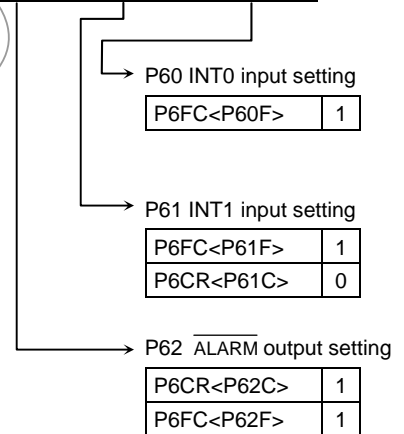 P60 INT0 input setting
P6FC<P60F> 1
P61 INT1 input setting
P6FC<P61F> 1
P6CR<P61C> 0
P62 ALARM output setting
P6CR<P62C> 1
P6FC<P62F> 1